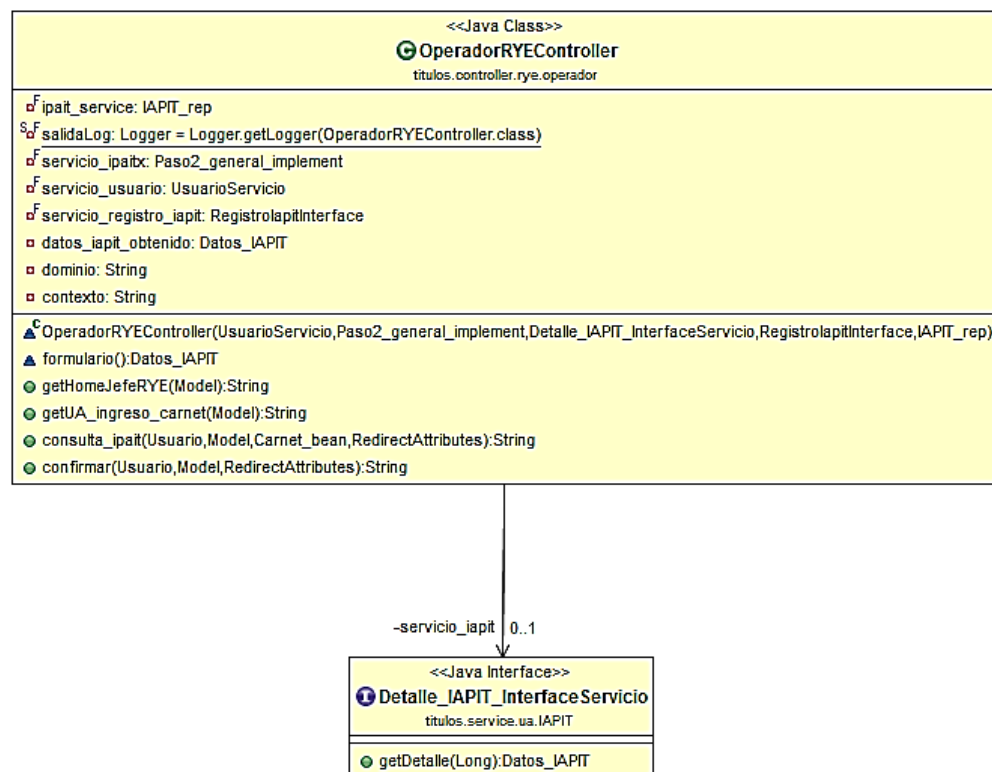 <<Java Class>>
OperadorRYEController
titulos.controller.rye.operador
ipait_service: IAPIT_rep
salidaLog: Logger = Logger.getLogger(OperadorRYEController.class)
servicio_ipaitx: Paso2_general_implement
servicio_usuario: UsuarioServicio
servicio_registro_iapit: RegistroIapitInterface
datos_iapit_obtenido: Datos_IAPIT
dominio: String
contexto: String
OperadorRYEController(UsuarioServicio,Paso2_general_implement,Detalle_IAPIT_InterfaceServicio,RegistroIapitInterface,IAPIT_rep)
formulario():Datos_IAPIT
getHomeJefeRYE(Model):String
getUA_ingreso_carnet(Model):String
consulta_ipait(Usuario,Model,Carnet_bean,RedirectAttributes):String
confirmar(Usuario,Model,RedirectAttributes):String
-servicio_iapit 0..1
<<Java Interface>>
Detalle_IAPIT_InterfaceServicio
titulos.service.ua.IAPIT
getDetalle(Long):Datos_IAPIT